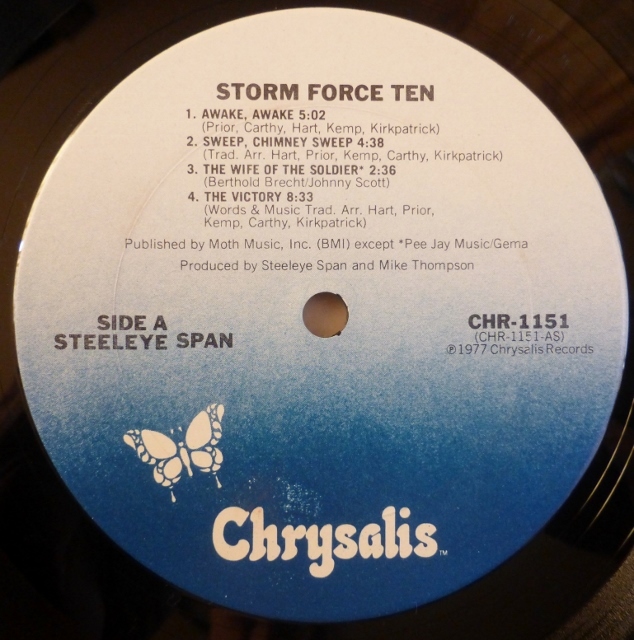 STORM FORCE TEN
1. AWAKE, AWAKE 5:02
(Prior, Carthy, Hart, Kemp, Kirkpatrick)
2. SWEEP, CHIMNEY SWEEP 4:38
(Trad. Arr. Hart, Prior, Kemp, Carthy, Kirkpatrick)
3. THE WIFE OF THE SOLDIER* 2:36
(Berthold Brecht/Johnny Scott)
4. THE VICTORY 8:33
(Words & Music Trad. Arr. Hart, Prior,
Kemp, Carthy, Kirkpatrick)
Published by Moth Music, Inc. (BMI) except *Pee Jay Music/Gema
Produced by Steeleye Span and Mike Thompson
SIDE A
STEELEYE SPAN
CHR-1151
(CHR-1151-AS)
℗1977 Chrysalis Records
Chrysalis™